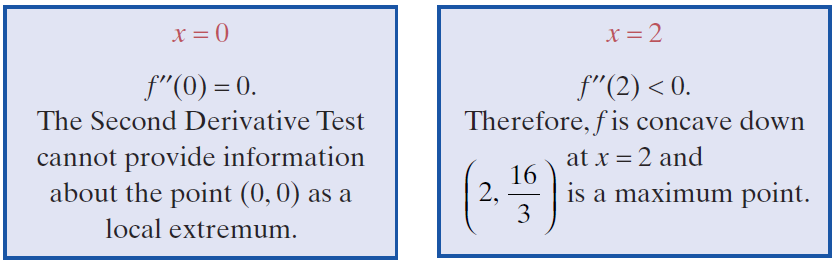 x = 0
f″(0) = 0.
The Second Derivative Test
cannot provide information
about the point (0, 0) as a
local extremum.
x = 2
f″(2) < 0.
Therefore, f is concave down
at x = 2 and
(2, 16/3) is a maximum point.